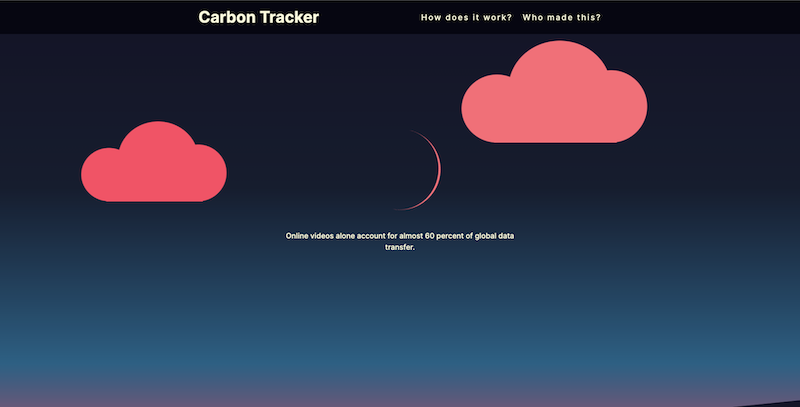 Carbon Tracker
How does it work? Who made this?
Online videos alone account for almost 60 percent of global data
transfer.